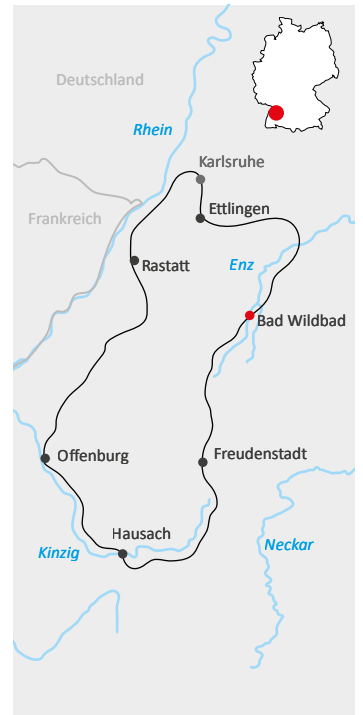 Deutschland
Rhein
Karlsruhe
Ettlingen
Frankreich
Rastatt
Enz
Bad Wildbad
Offenburg
Freudenstadt
Hausach
Kinzig
Neckar